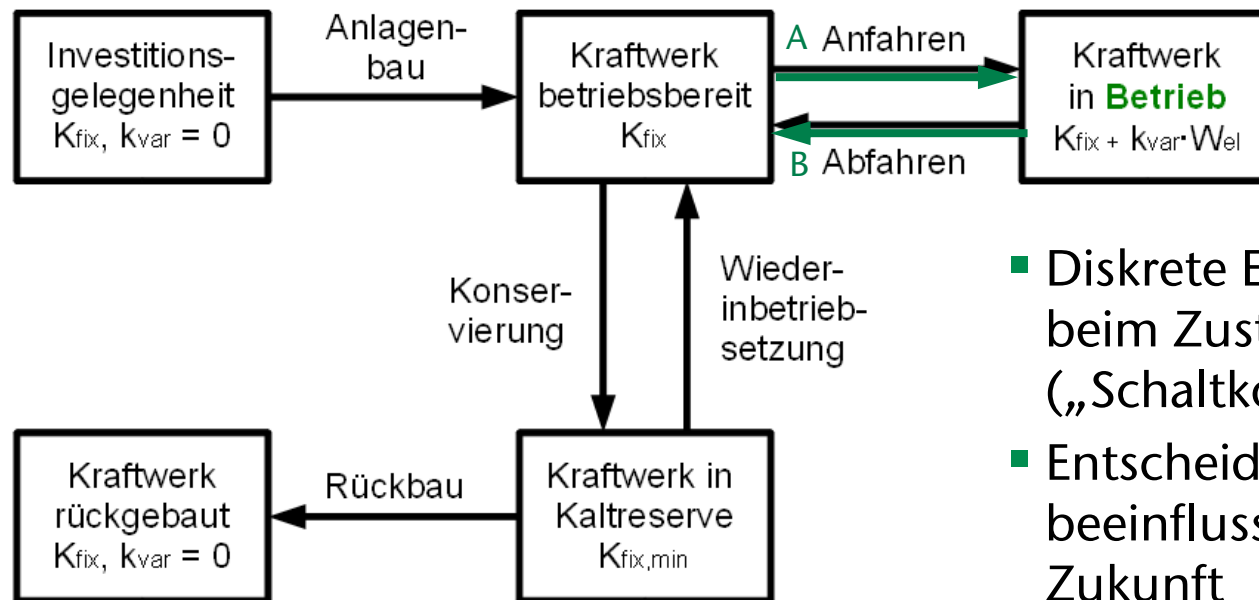 Investitions-
gelegenheit
Kfix, kvar = 0
Anlagen-
bau
Kraftwerk
betriebsbereit
Kfix
A Anfahren
B Abfahren
Kraftwerk
in Betrieb
Kfix + kvar·Wel
Konser-
vierung
Wieder-
inbetrieb-
setzung
Kraftwerk
rückgebaut
Kfix, kvar = 0
Rückbau
Kraftwerk in
Kaltreserve
Kfix,min
Diskrete
beim
Entscheid
beeinfluss
Zukunft